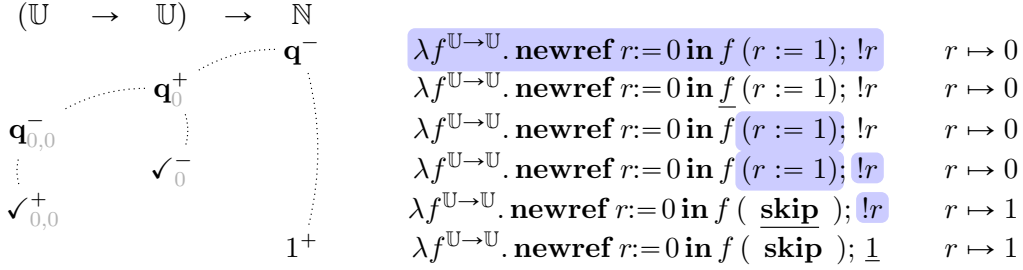 (𝕌 → 𝕌) → ℕ
q⁻ λf^{𝕌→𝕌}. newref r:=0 in f (r := 1); !r r ↦ 0
q₀⁺ λf^{𝕌→𝕌}. newref r:=0 in f (r := 1); !r r ↦ 0
q₀,₀⁻ λf^{𝕌→𝕌}. newref r:=0 in f (r := 1); !r r ↦ 0
✓₀⁻ λf^{𝕌→𝕌}. newref r:=0 in f (r := 1); !r r ↦ 0
✓₀,₀⁺ λf^{𝕌→𝕌}. newref r:=0 in f ( skip ); !r r ↦ 1
1⁺ λf^{𝕌→𝕌}. newref r:=0 in f ( skip ); 1 r ↦ 1